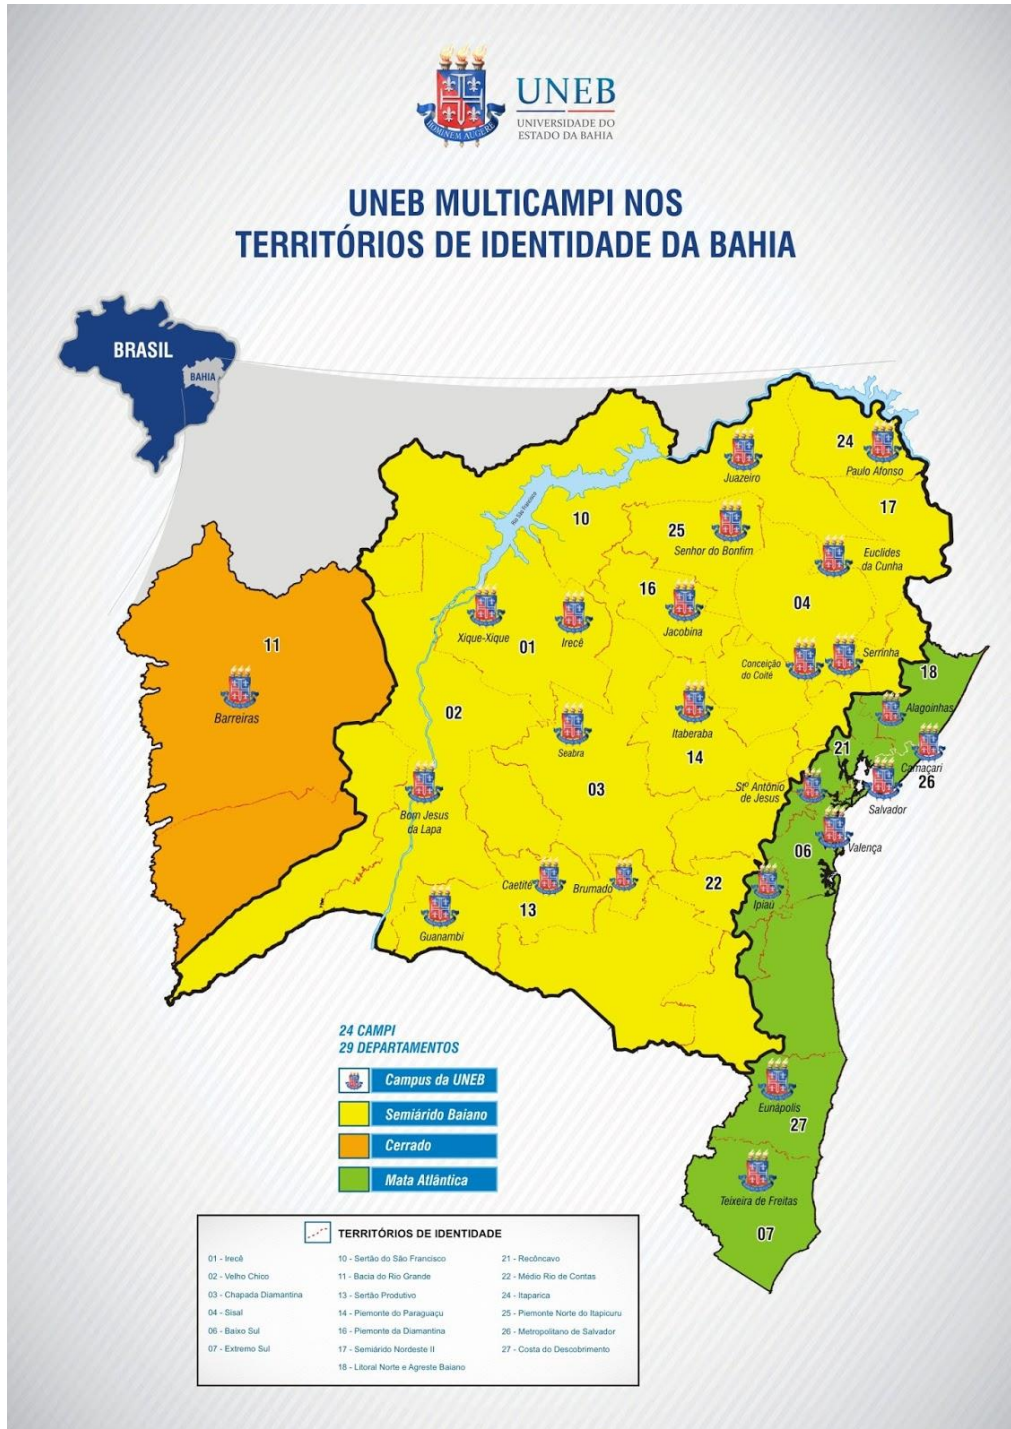 HOMINEM AUGERE
UNEB
UNIVERSIDADE DO
ESTADO DA BAHIA
UNEB MULTICAMPI NOS
TERRITÓRIOS DE IDENTIDADE DA BAHIA
BRASIL
BAHIA
24
Paulo Afonso
Juazeiro
17
Rio São Francisco
10
25
Senhor do Bonfim
Euclides
da Cunha
16
04
Jacobina
Xique-Xique
Irecê
01
11
Conceição
do Coité
Serrinha
18
Barreiras
02
Itaberaba
Alagoinhas
Seabra
14
21
Camaçari
26
03
Stº Antônio
de Jesus
Salvador
Bom Jesus
da Lapa
Valença
06
Caetité
Brumado
22
Ipiaú
13
Guanambi
24 CAMPI
29 DEPARTAMENTOS
Campus da UNEB
Semiárido Baiano
Cerrado
Mata Atlântica
Eunápolis
27
Teixeira de Freitas
07
TERRITÓRIOS DE IDENTIDADE
01 - Irecê
02 - Velho Chico
03 - Chapada Diamantina
04 - Sisal
06 - Baixo Sul
07 - Extremo Sul
10 - Sertão do São Francisco
11 - Bacia do Rio Grande
13 - Sertão Produtivo
14 - Piemonte do Paraguaçu
16 - Piemonte da Diamantina
17 - Semiárido Nordeste II
18 - Litoral Norte e Agreste Baiano
21 - Recôncavo
22 - Médio Rio de Contas
24 - Itaparica
25 - Piemonte Norte do Itapicuru
26 - Metropolitano de Salvador
27 - Costa do Descobrimento